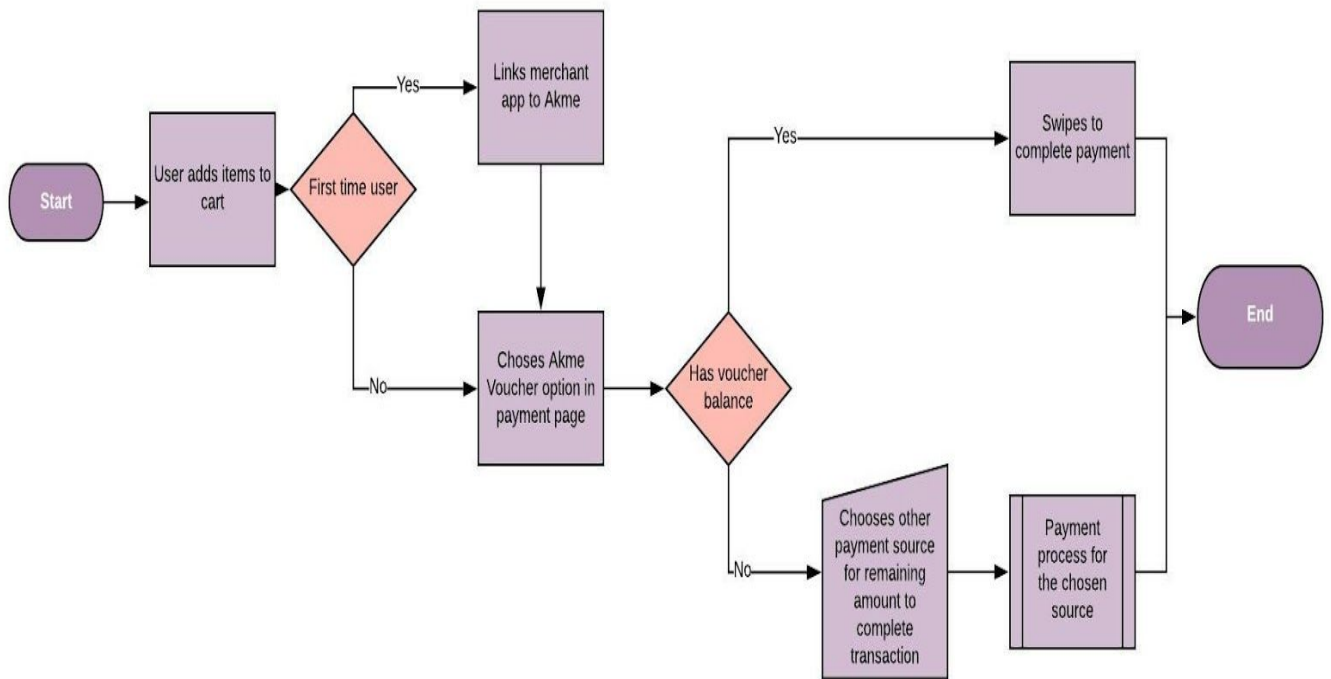 Start
User adds items to
cart
First time user
Yes
Links merchant
app to Akme
No
Choses Akme
Voucher option in
payment page
Has voucher
balance
Yes
Swipes to
complete payment
No
Chooses other
payment source
for remaining
amount to
complete
transaction
Payment
process for
the chosen
source
End